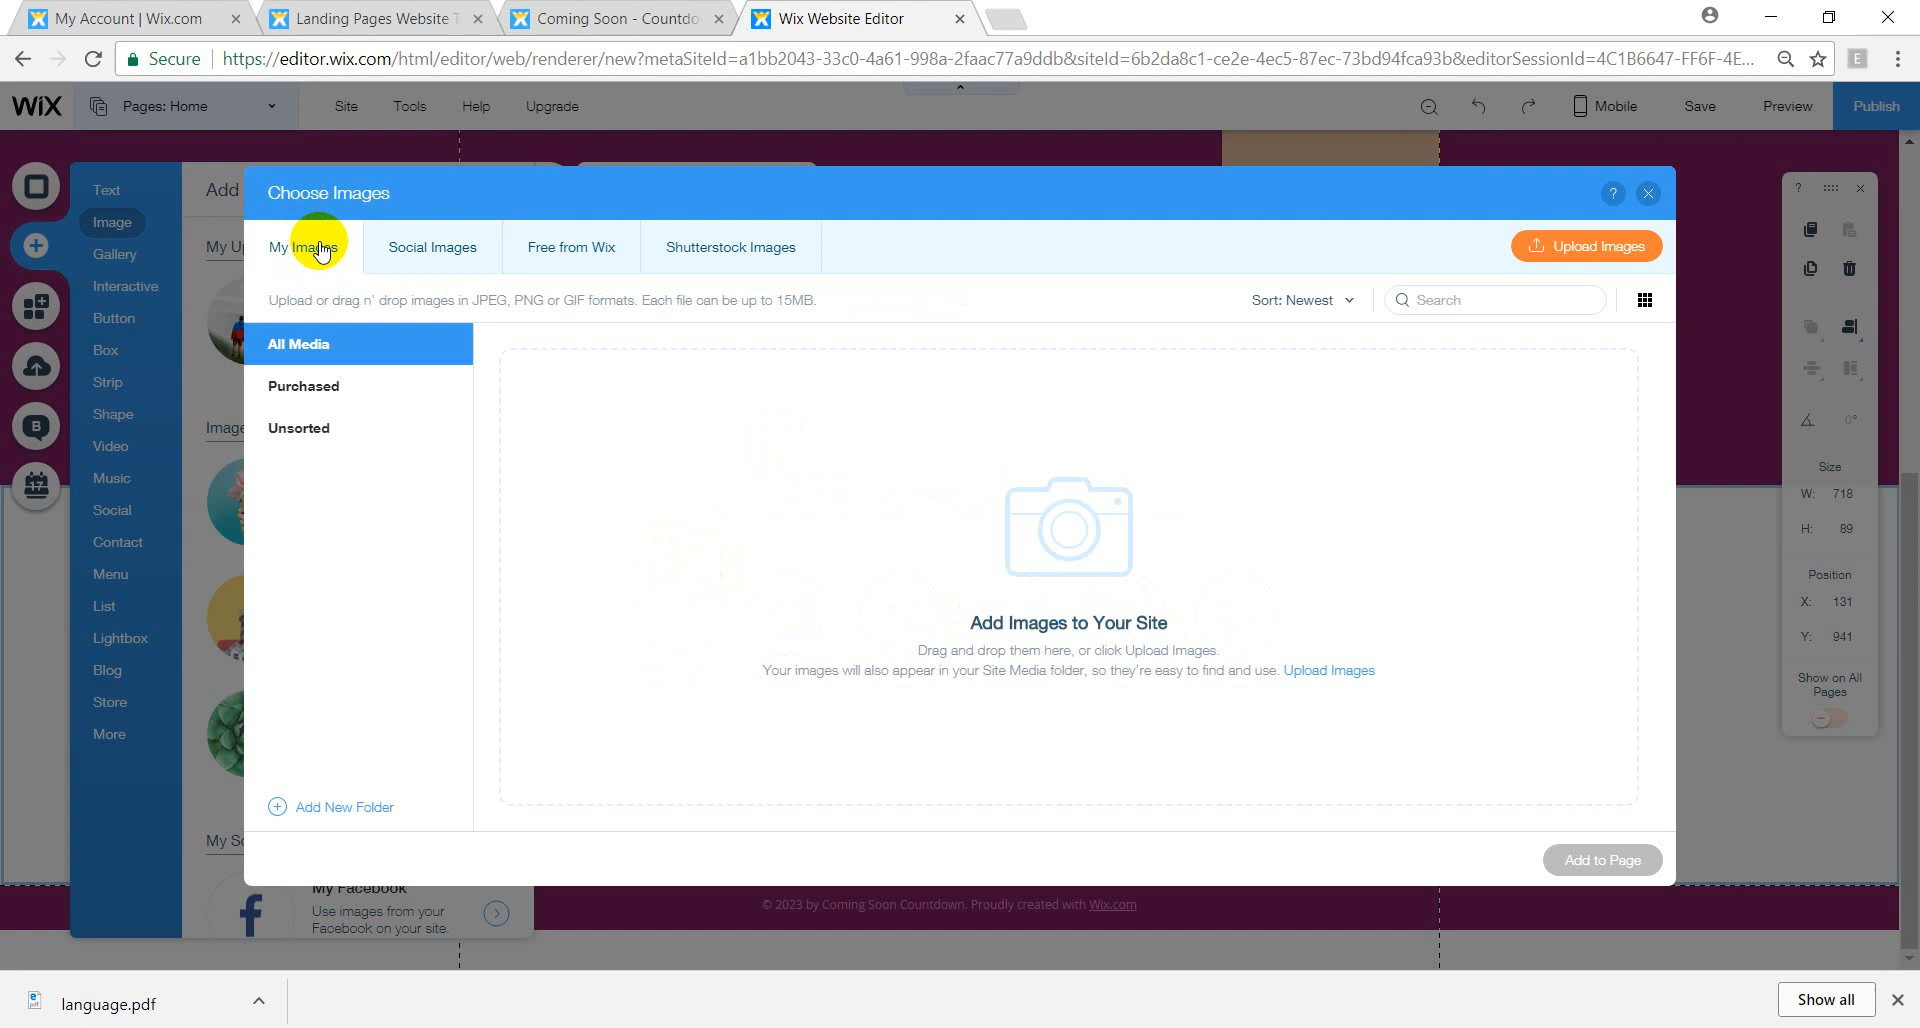 My Account | Wix.com
Landing Pages Website T
Coming Soon - Countdo
Wix Website Editor
Secure
https://editor.wix.com/html/editor/web/renderer/new?metaSiteId=a1bb2043-33c0-4a61-998a-2faac77a9ddb&siteId=6b2da8c1-ce2e-4ec5-87ec-73bd94fca93b&editorSessionId=4C1B6647-FF6F-4E...
E
WiX
Pages: Home
Site
Tools
Help
Upgrade
Mobile
Save
Preview
Publish
Text
Image
Gallery
Interactive
Button
Box
Strip
Shape
Video
Music
Social
Contact
Menu
List
Lightbox
Blog
Store
More
B
17
Add
My U
Image
My So
My Facebook
Use images from your
Facebook on your site.
f
Choose Images
?
My Images
Social Images
Free from Wix
Shutterstock Images
Upload Images
Upload or drag n' drop images in JPEG, PNG or GIF formats. Each file can be up to 15MB.
Sort: Newest
Search
All Media
Purchased
Unsorted
Add New Folder
Add Images to Your Site
Drag and drop them here, or click Upload Images.
Your images will also appear in your Site Media folder, so they're easy to find and use. Upload Images
Add to Page
?
0°
Size
W: 718
H: 89
Position
X: 131
Y: 941
Show on All
Pages
© 2023 by Coming Soon Countdown. Proudly created with Wix.com
language.pdf
Show all